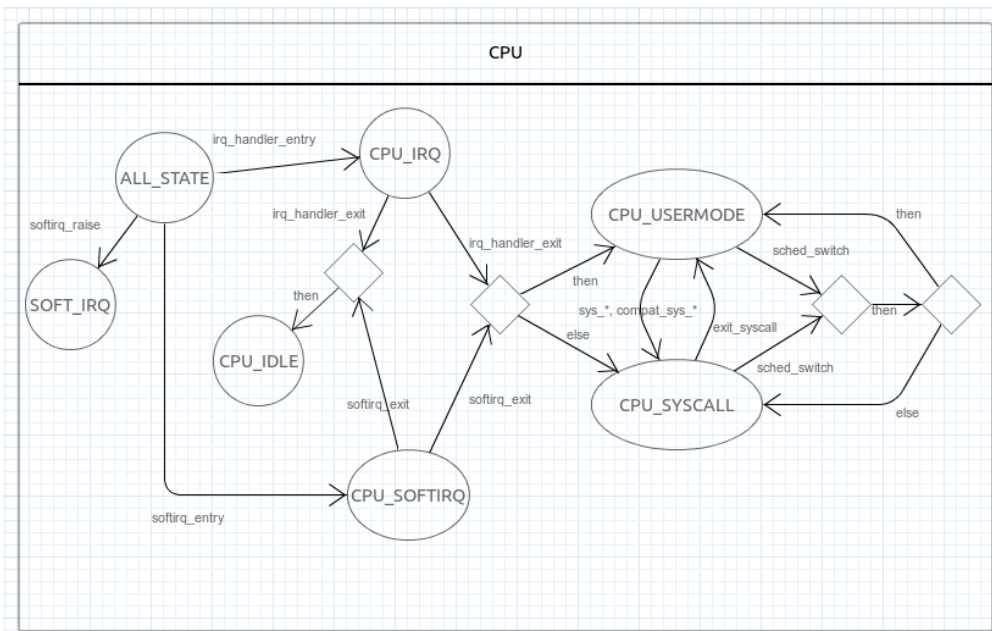 CPU
irq_handler_entry
CPU_IRQ
ALL_STATE
softirq_raise
irq_handler_exit
CPU_USERMODE
then
irq_handler_exit
sched_switch
then
SOFT_IRQ
then
sys_*, compat_sys_*
then
exit_syscall
else
CPU_IDLE
sched_switch
softirq_exit
softirq_exit
CPU_SYSCALL
else
CPU_SOFTIRQ
softirq_entry